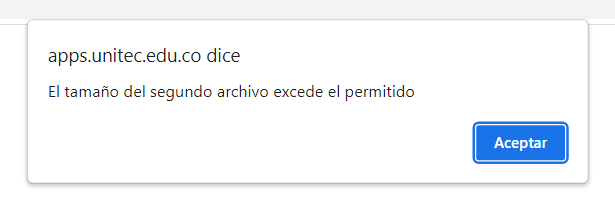 apps.unitec.edu.co dice
El tamaño del segundo archivo excede el permitido
Aceptar